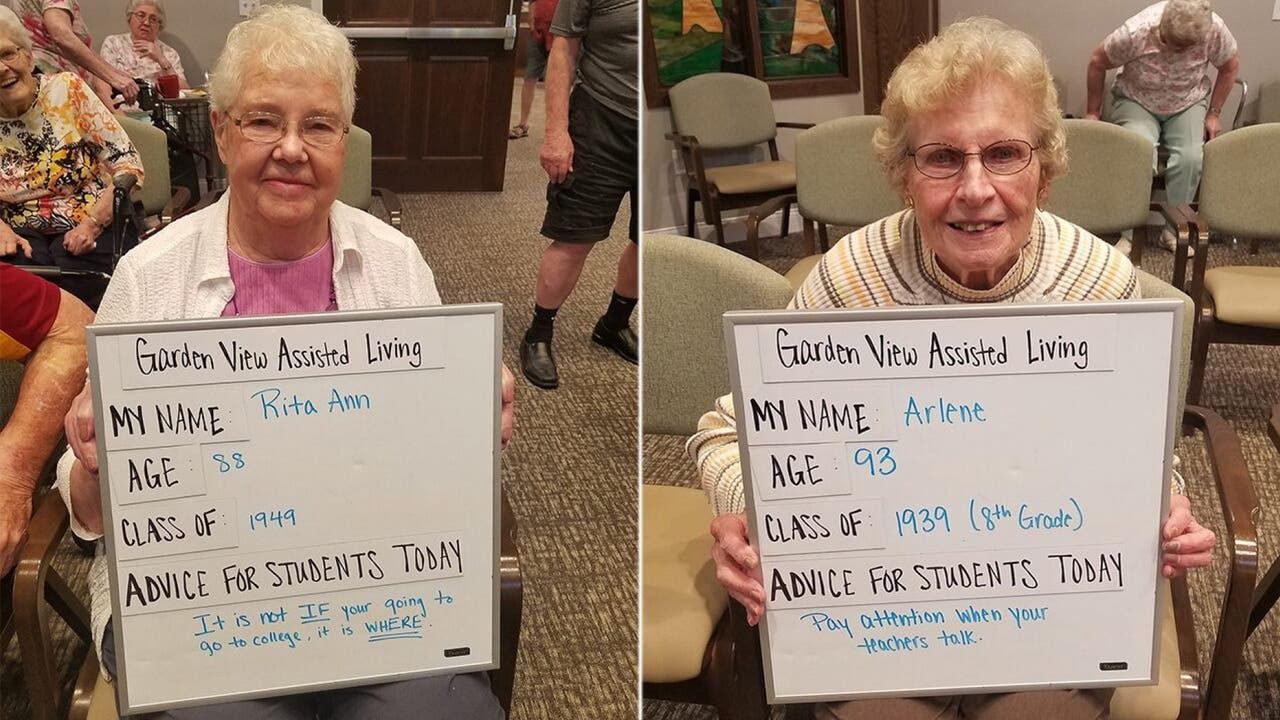 Garden View Assisted Living
MY NAME: Rita Ann
AGE: 88
CLASS OF: 1949
ADVICE FOR STUDENTS TODAY
It is not IF your going to
go to college, it is WHERE.
Garden View Assisted Living
MY NAME: Arlene
AGE: 93
CLASS OF: 1939 (8th Grade)
ADVICE FOR STUDENTS TODAY
Pay attention when your
teachers talk.